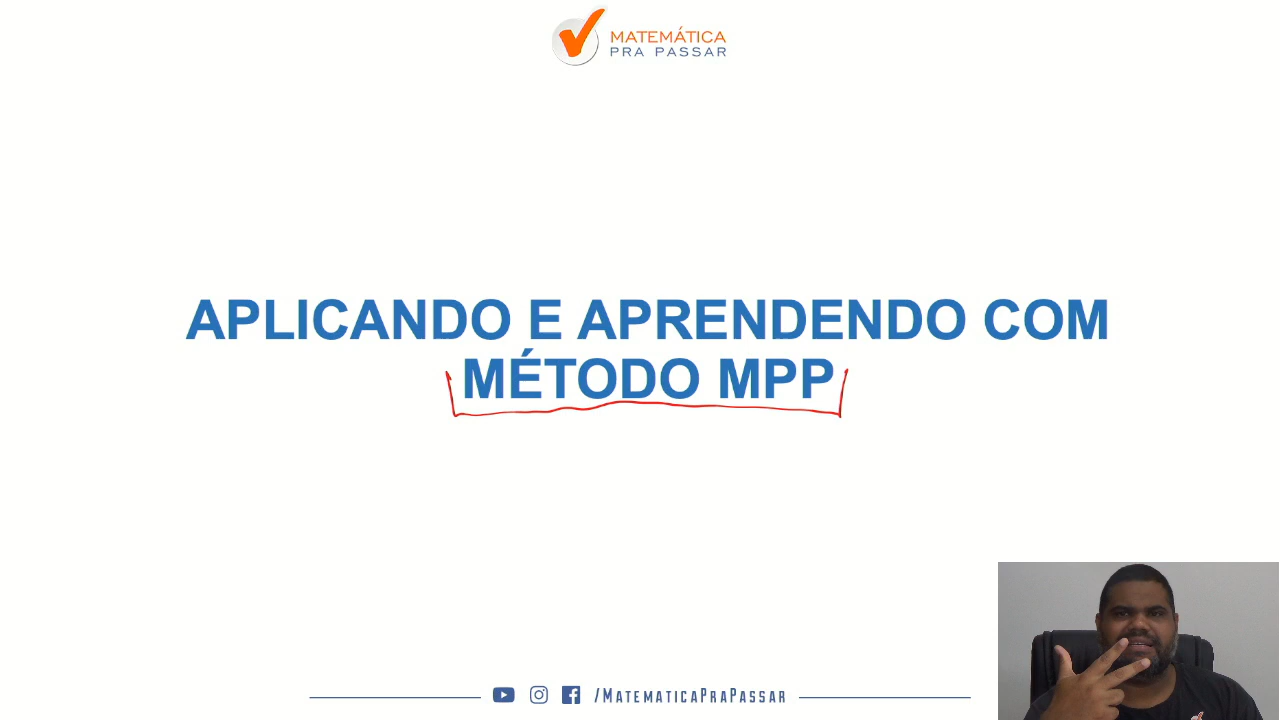 MATEMÁTICA
PRA PASSAR
APLICANDO E APRENDENDO COM
MÉTODO MPP
/MATEMATICAPRAPASSAR